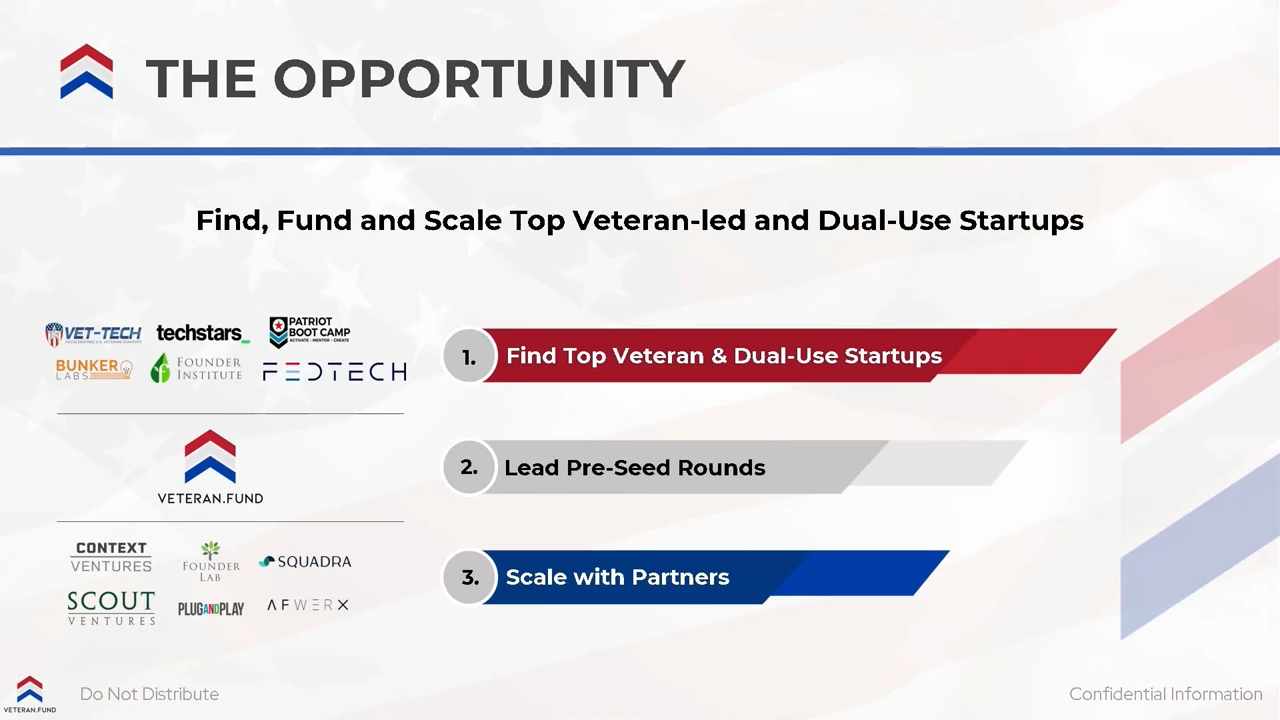 THE OPPORTUNITY
Find, Fund and Scale Top Veteran-led and Dual-Use Startups
VET-TECH
ACCELERATING U.S. VETERAN STARTUPS
techstars_
PATRIOT
BOOT CAMP
ACTIVATE • MENTOR • CREATE
BUNKER
LABS
FOUNDER
INSTITUTE
FEDTECH
1.
Find Top Veteran & Dual-Use Startups
VETERAN.FUND
2.
Lead Pre-Seed Rounds
CONTEXT
VENTURES
FOUNDER
LAB
SQUADRA
SCOUT
VENTURES
PLUGANDPLAY
AFWERX
3.
Scale with Partners
VETERAN.FUND
Do Not Distribute
Confidential Information